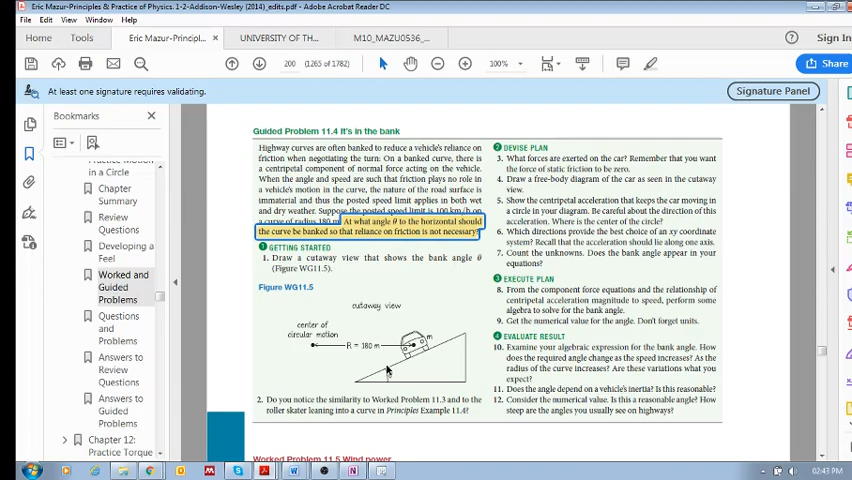 Eric Mazur-Principles & Practice of Physics. 1-2-Addison-Wesley (2014)_edits.pdf - Adobe Acrobat Reader DC
File Edit View Window Help
Home Tools Eric Mazur-Principl... × UNIVERSITY OF TH... M10_MAZU0536_... Sign In
200 (1265 of 1782) 100% Share
At least one signature requires validating. Signature Panel
Bookmarks
Practice Motion
in a Circle
Chapter
Summary
Review
Questions
Developing a
Feel
Worked and
Guided
Problems
Questions
and
Problems
Answers to
Review
Questions
Answers to
Guided
Problems
Chapter 12:
Practice Torque
Guided Problem 11.4 It's in the bank
Highway curves are often banked to reduce a vehicle's reliance on
friction when negotiating the turn: On a banked curve, there is
a centripetal component of normal force acting on the vehicle.
When the angle and speed are such that friction plays no role in
a vehicle's motion in the curve, the nature of the road surface is
immaterial and thus the posted speed limit applies in both wet
and dry weather. Suppose the posted speed limit is 100 km/h on
a curve of radius 180 m. At what angle θ to the horizontal should
the curve be banked so that reliance on friction is not necessary?
1 GETTING STARTED
1. Draw a cutaway view that shows the bank angle θ
(Figure WG11.5).
Figure WG11.5
cutaway view
center of
circular motion
R = 180 m
m
2. Do you notice the similarity to Worked Problem 11.3 and to the
roller skater leaning into a curve in Principles Example 11.4?
2 DEVISE PLAN
3. What forces are exerted on the car? Remember that you want
the force of static friction to be zero.
4. Draw a free-body diagram of the car as seen in the cutaway
view.
5. Show the centripetal acceleration that keeps the car moving in
a circle in your diagram. Be careful about the direction of this
acceleration. Where is the center of the circle?
6. Which directions provide the best choice of an xy coordinate
system? Recall that the acceleration should lie along one axis.
7. Count the unknowns. Does the bank angle appear in your
equations?
3 EXECUTE PLAN
8. From the component force equations and the relationship of
centripetal acceleration magnitude to speed, perform some
algebra to solve for the bank angle.
9. Get the numerical value for the angle. Don't forget units.
4 EVALUATE RESULT
10. Examine your algebraic expression for the bank angle. How
does the required angle change as the speed increases? As the
radius of the curve increases? Are these variations what you
expect?
11. Does the angle depend on a vehicle's inertia? Is this reasonable?
12. Consider the numerical value. Is this a reasonable angle? How
steep are the angles you usually see on highways?
Worked Problem 11.5 Wind power
02:43 PM